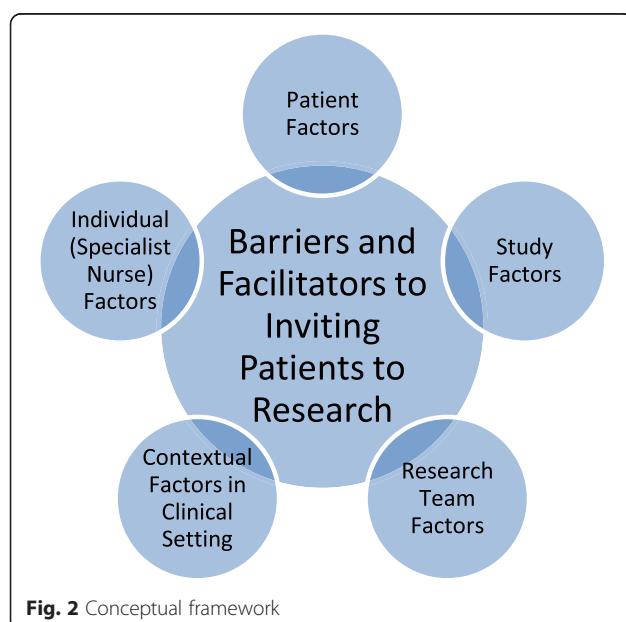 Patient
Factors
Individual
(Specialist
Nurse)
Factors
Barriers and
Facilitators to
Inviting
Patients to
Research
Study
Factors
Contextual
Factors in
Clinical
Setting
Research
Team
Factors
Fig. 2 Conceptual framework